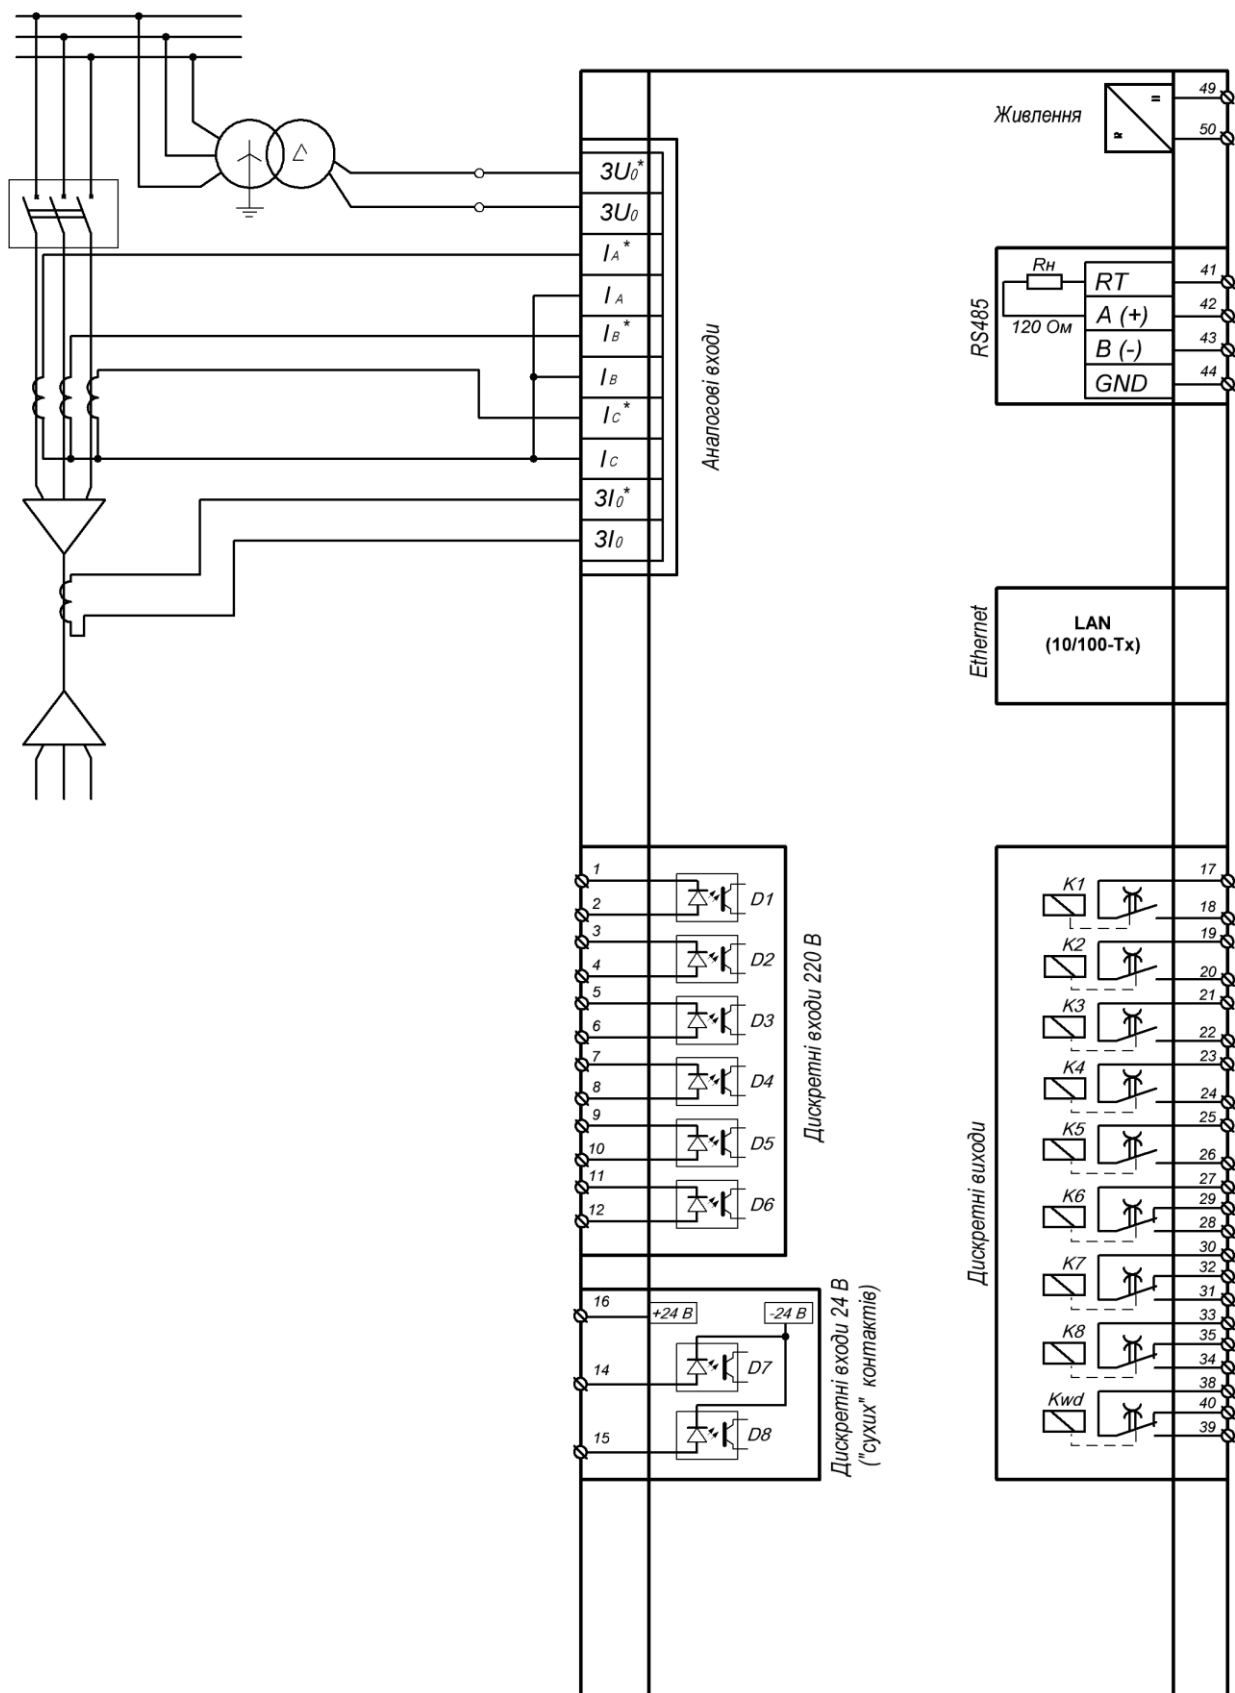 3U0*
3U0
IA*
IA
IB*
IB
IC*
IC
3I0*
3I0
Аналогові входи
Живлення
=
≈
49
50
RS485
Rн
120 Ом
RT
A (+)
B (-)
GND
41
42
43
44
Ethernet
LAN
(10/100-Tx)
1
2
D1
3
4
D2
5
6
D3
7
8
D4
9
10
D5
11
12
D6
Дискретні входи 220 В
16
+24 В
-24 В
14
D7
15
D8
Дискретні входи 24 В
("сухих" контактів)
Дискретні виходи
K1
17
18
K2
19
20
K3
21
22
K4
23
24
K5
25
26
K6
27
29
28
K7
30
32
31
K8
33
35
34
Kwd
38
40
39